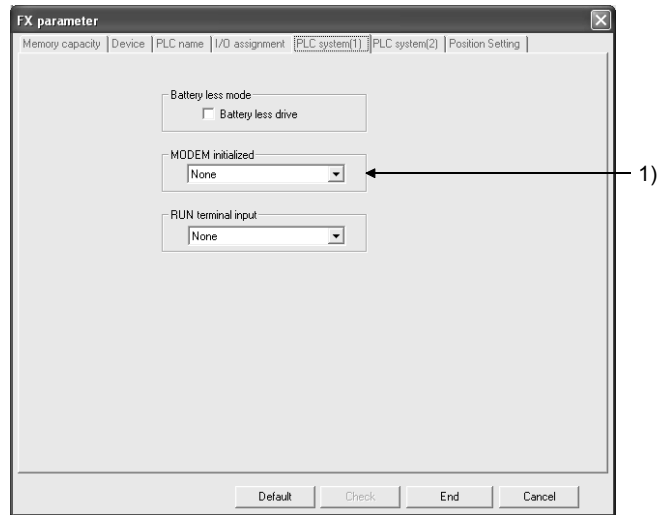 FX parameter
Memory capacity Device PLC name I/O assignment PLC system(1) PLC system(2) Position Setting
Battery less mode
Battery less drive
MODEM initialized
None
1)
RUN terminal input
None
Default Check End Cancel